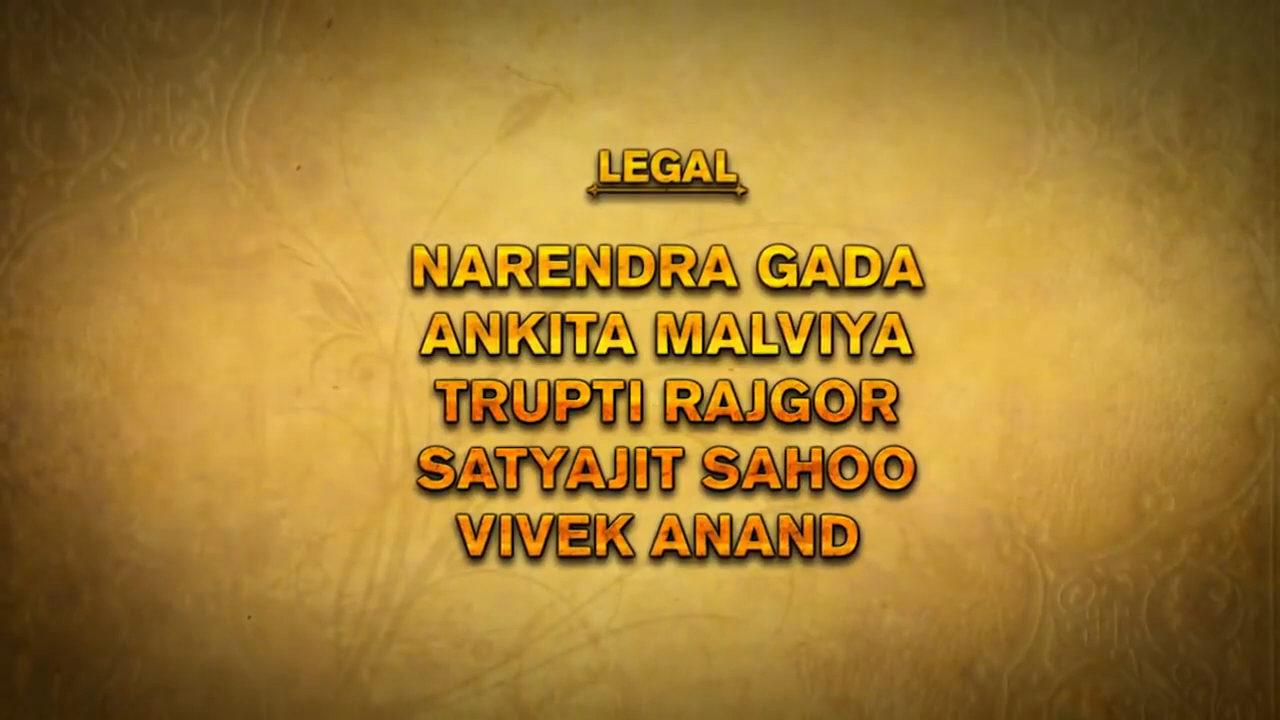 LEGAL
NARENDRA GADA
ANKITA MALVIYA
TRUPTI RAJGOR
SATYAJIT SAHOO
VIVEK ANAND